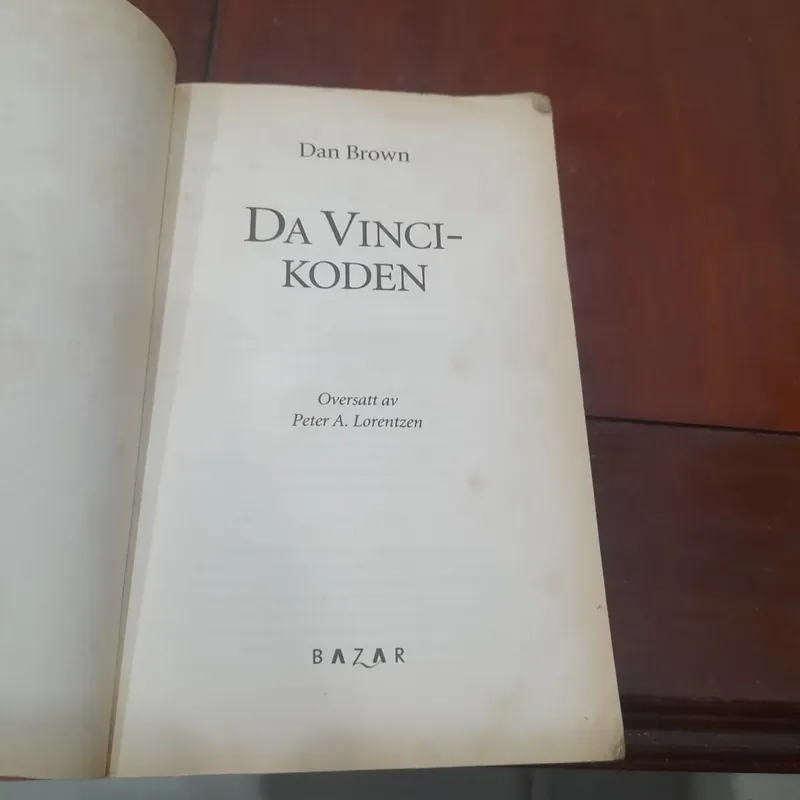 Dan Brown
DA VINCI-
KODEN
Oversatt av
Peter A. Lorentzen
BAZAR